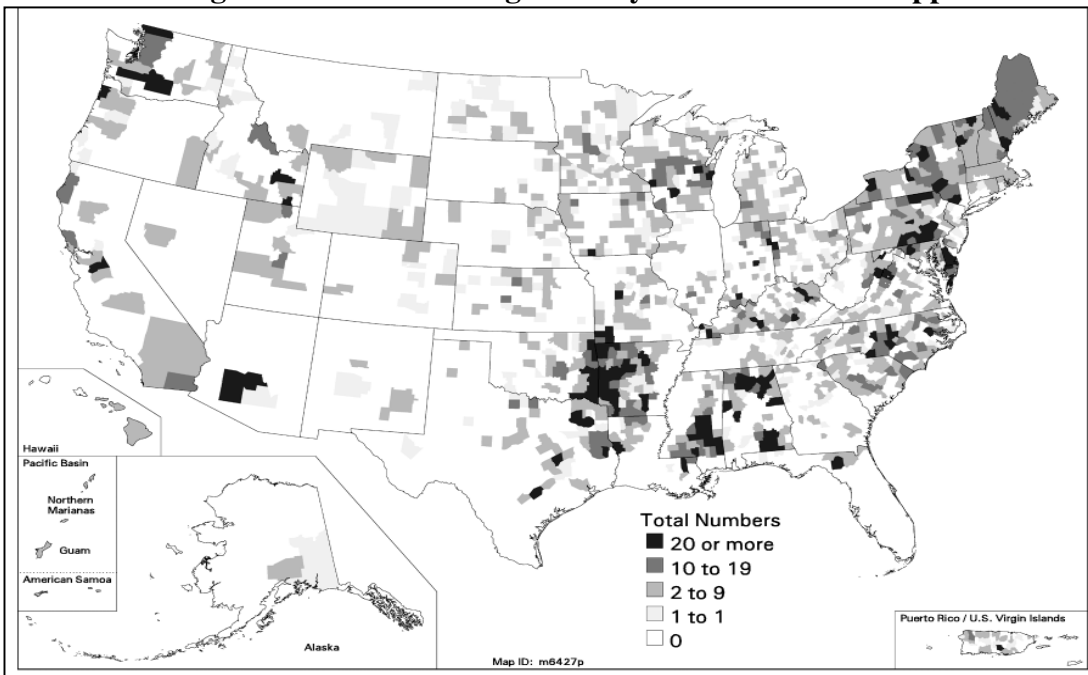 Hawaii
Pacific Basin
Northern
Marianas
Guam
American Samoa
Alaska
Total Numbers
20 or more
10 to 19
2 to 9
1 to 1
0
Map ID: m6427p
Puerto Rico / U.S. Virgin Islands